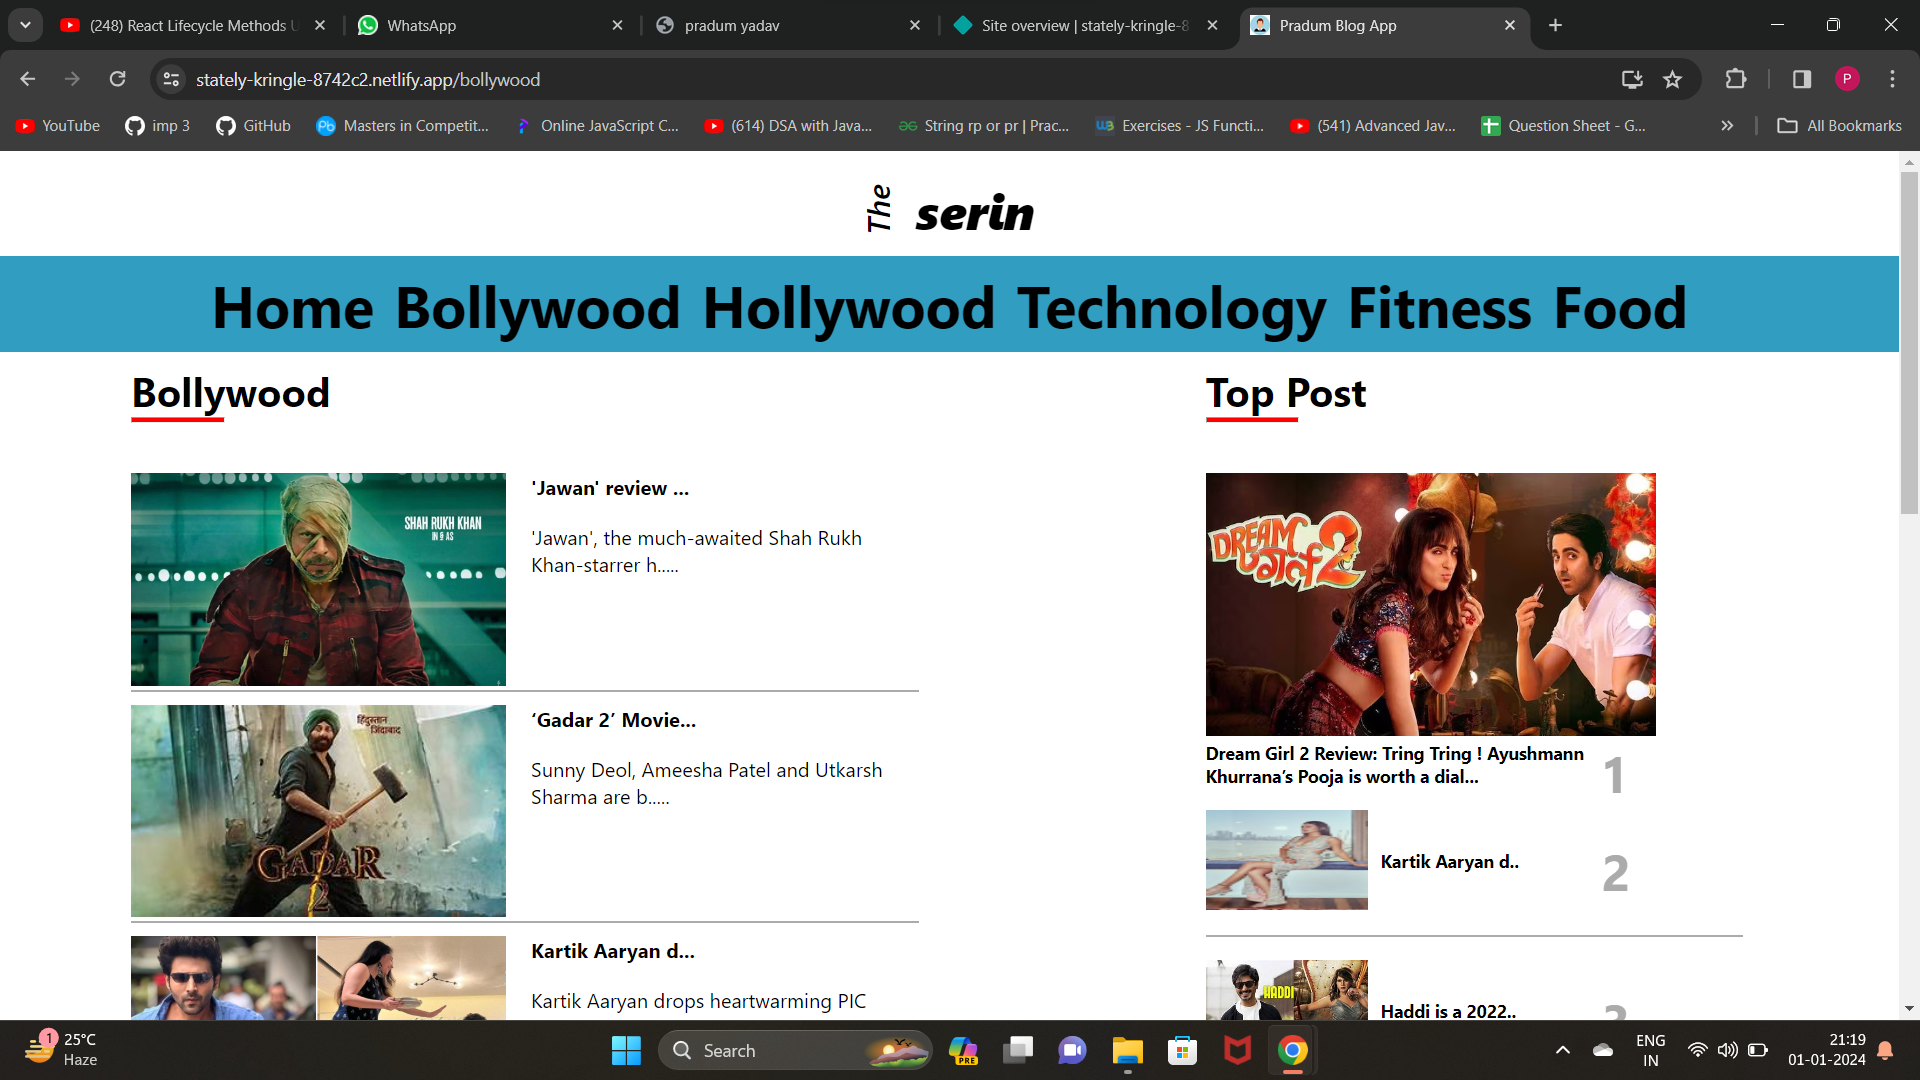 (248) React Lifecycle Methods U
WhatsApp
pradum yadav
Site overview | stately-kringle-8
Pradum Blog App
stately-kringle-8742c2.netlify.app/bollywood
P
YouTube
imp 3
GitHub
Masters in Competit...
Online JavaScript C...
(614) DSA with Java...
String rp or pr | Prac...
Exercises - JS Functi...
(541) Advanced Jav...
Question Sheet - G...
All Bookmarks
The serin
Home Bollywood Hollywood Technology Fitness Food
Bollywood
SHAH RUKH KHAN
IN & AS
'Jawan' review ...
'Jawan', the much-awaited Shah Rukh
Khan-starrer h.....
हिंदुस्तान
ज़िंदाबाद
GADAR
2
‘Gadar 2’ Movie...
Sunny Deol, Ameesha Patel and Utkarsh
Sharma are b.....
Kartik Aaryan d...
Kartik Aaryan drops heartwarming PIC
Top Post
DREAM
गर्ल 2
Dream Girl 2 Review: Tring Tring ! Ayushmann
Khurrana’s Pooja is worth a dial...
1
Kartik Aaryan d..
2
HADDI
Haddi is a 2022..
3
1
25°C
Haze
Search
PRE
ENG
IN
21:19
01-01-2024